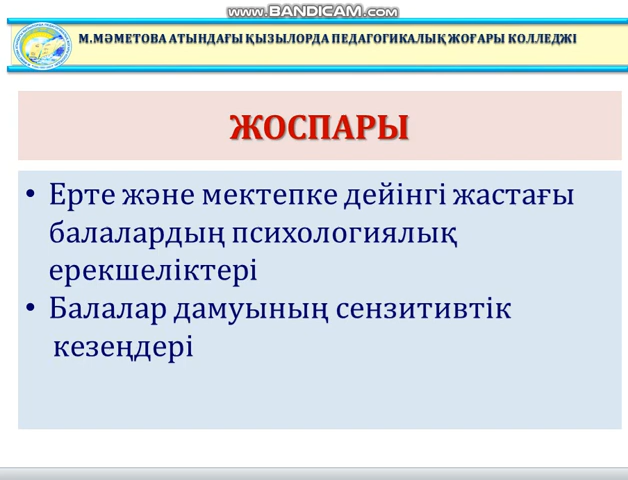 www.BANDICAM.com
М.МӘМЕТОВА АТЫНДАҒЫ ҚЫЗЫЛОРДА ПЕДАГОГИКАЛЫҚ ЖОҒАРЫ КОЛЛЕДЖІ
ЖОСПАРЫ
• Ерте және мектепке дейінгі жастағы
балалардың психологиялық
ерекшеліктері
• Балалар дамуының сензитивтік
кезеңдері